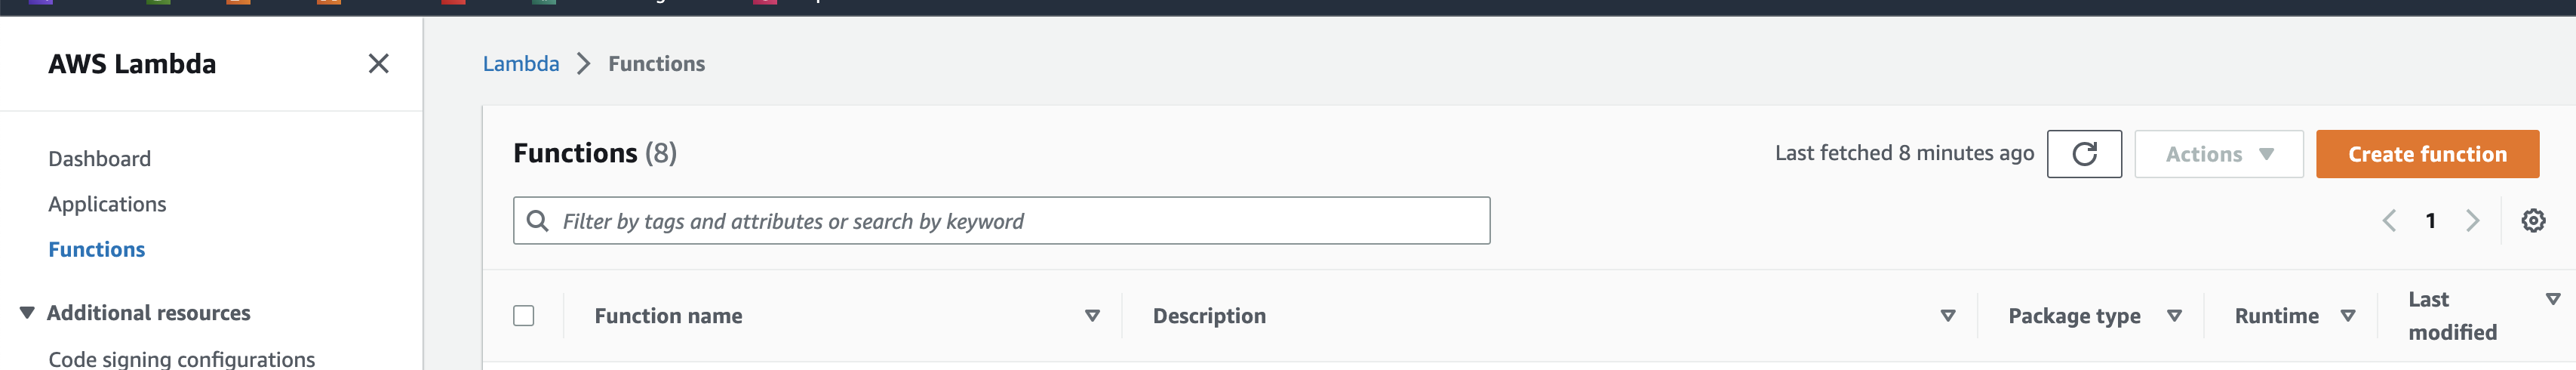 AWS Lambda
Lambda
Functions
Dashboard
Applications
Functions
Additional resources
Code signing configurations
Functions (8)
Last fetched 8 minutes ago
Actions
Create function
Filter by tags and attributes or search by keyword
1
Function name
Description
Package type
Runtime
Last
modified